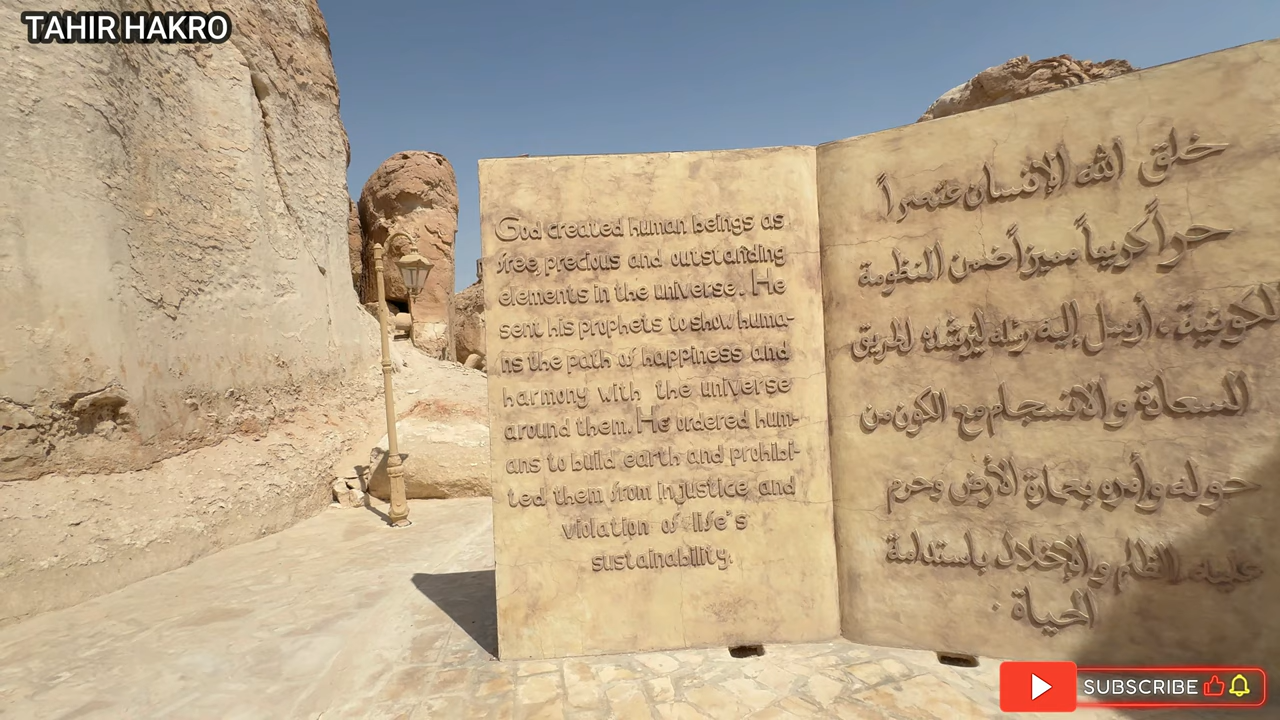 TAHIR HAKRO
God created human beings as
free, precious and outstanding
elements in the universe. He
sent his prophets to show huma-
ns the path of happiness and
harmony with the universe
around them. He ordered hum-
ans to build earth and prohibi-
ted them from injustice and
violation of life's
sustainability.
خلق الله الإنسان عنصراً
حراً كريماً مميزاً ضمن المنظومة
الكونية . أرسل إليه رسله ليرشده لطريق
السعادة والانسجام مع الكون من
حوله وأمره بعمارة الأرض وحرم
عليه الظلم والإخلال باستدامة
الحياة .
SUBSCRIBE